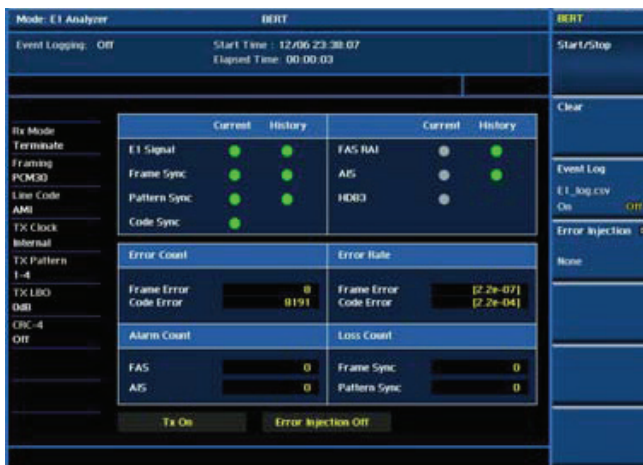 Mode: E1 Analyzer BERT BERT
Event Logging: Off Start Time : 12/06 23:38:07 Start/Stop
Elapsed Time: 00:00:03
Clear
Current History Current History
Rx Mode
Terminate
E1 Signal FAS RAI
Framing
PCM30
Frame Sync AIS
Event Log
Line Code
AMI
Pattern Sync HDB3
E1_log.csv
On Off
TX Clock
Internal
Code Sync
Error Injection
TX Pattern
1-4
Error Count Error Rate
None
TX LBO
0dB
Frame Error 0 Frame Error [2.2e-07]
Code Error 8191 Code Error [2.2e-04]
CRC-4
Off
Alarm Count Loss Count
FAS 0 Frame Sync 0
AIS 0 Pattern Sync 0
Tx On Error Injection Off